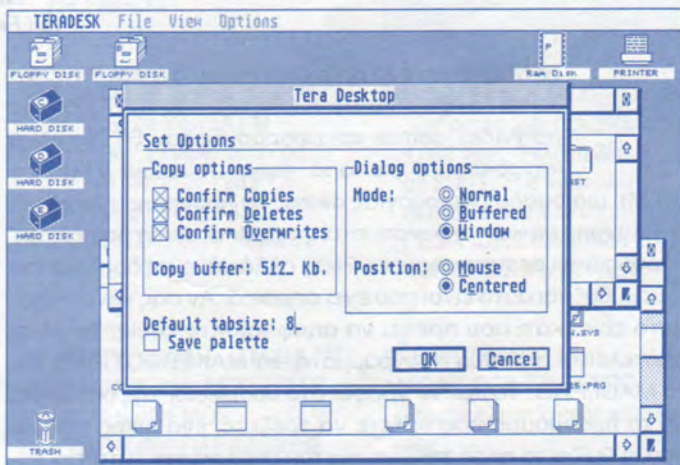 TERADESK File View Options
FLOPPY DISK
FLOPPY DISK
RAM DISK
PRINTER
HARD DISK
HARD DISK
HARD DISK
Tera Desktop
Set Options
Copy options
Confirm Copies
Confirm Deletes
Confirm Overwrites
Copy buffer: 512_ Kb.
Dialog options
Mode:
Normal
Buffered
Window
Position:
Mouse
Centered
Default tabsize: 8
Save palette
OK
Cancel
TRASH